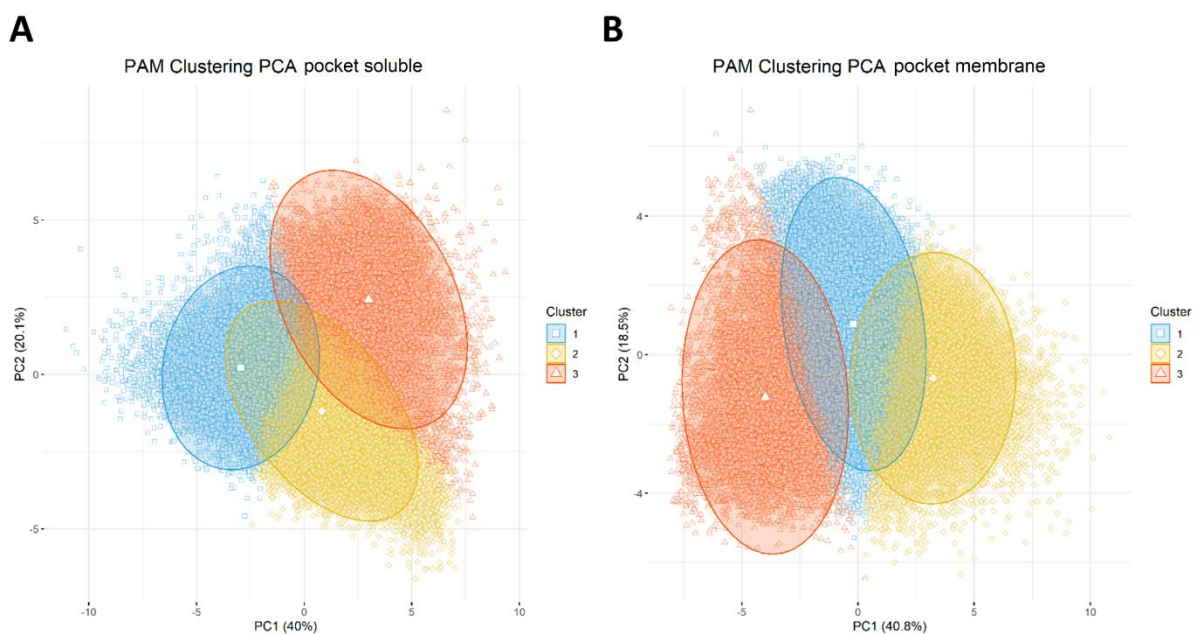 A
PAM Clustering PCA pocket soluble
5
0
-5
-10
-5
0
5
10
PC1 (40%)
PC2 (20.1%)
Cluster
1
2
3
B
PAM Clustering PCA pocket membrane
4
0
-4
-5
0
5
10
PC1 (40.8%)
PC2 (18.5%)
Cluster
1
2
3